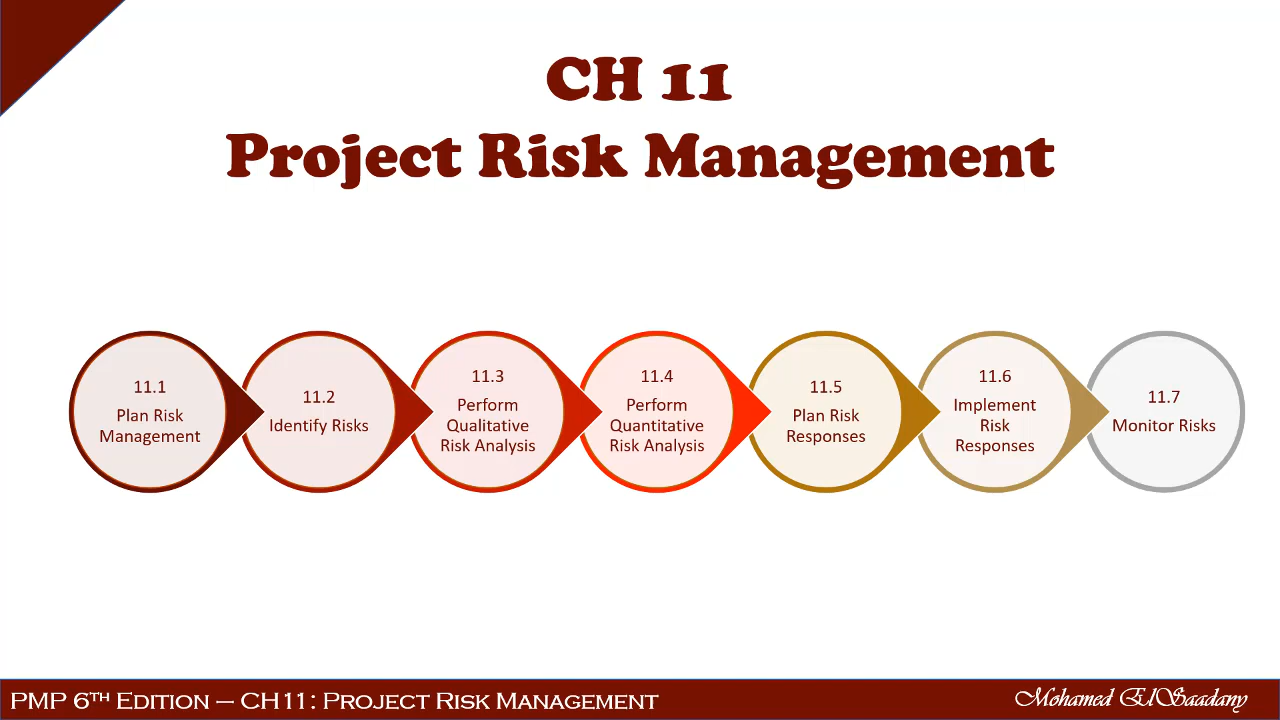 CH 11
Project Risk Management
11.1
Plan Risk
Management
11.2
Identify Risks
11.3
Perform
Qualitative
Risk Analysis
11.4
Perform
Quantitative
Risk Analysis
11.5
Plan Risk
Responses
11.6
Implement
Risk
Responses
11.7
Monitor Risks
PMP 6TH Edition – CH11: Project Risk Management
Mohamed ElSaadany